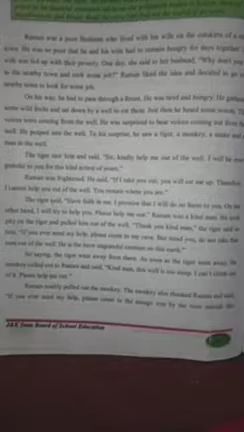 Raman was a poor Brahmin who lived with his wife on the outskirts of a
town. He was so poor that he and his wife had to remain hungry for days together
wife was fed up with their poverty. One day, she said to her husband, "Why don't you
to the nearby town and seek some job?" Raman liked the idea and decided to go
nearby town to look for some job.
On his way, he had to pass through a forest. He was tired and hungry. He gathered
some wild fruits and sat down by a well to eat them. Just then he heard some
voices were coming from the well. He was surprised to hear voices coming out from
well. He peeped into the well. To his surprise, he saw a tiger, a monkey, a snake and
man in the well.
The tiger saw him and said, "Sir, kindly help me out of the well. I will be ever
grateful to you for this kind action of yours."
Raman was frightened. He said, "If I take you out, you will eat me up. Therefore
I cannot help you out of the well. You remain where you are."
The tiger said, "Have faith in me. I promise that I will do no harm to you. On the
other hand, I will try to help you. Please help me out." Raman was a kind man. He took
pity on the tiger and pulled him out of the well. "Thank you kind man," the tiger said to
him. "If you ever need my help, please come to my cave. But mind you, do not take that
man out of the well. He is the most ungrateful creature on this earth."
So saying, the tiger went away from there. As soon as the tiger went away, the
monkey called out to Raman and said, "Kind man, this well is too steep. I can't climb out
of it. Please help me out."
Raman readily pulled out the monkey. The monkey also thanked Raman and said,
"If you ever need my help, please come to the
J&K State Board of School Education